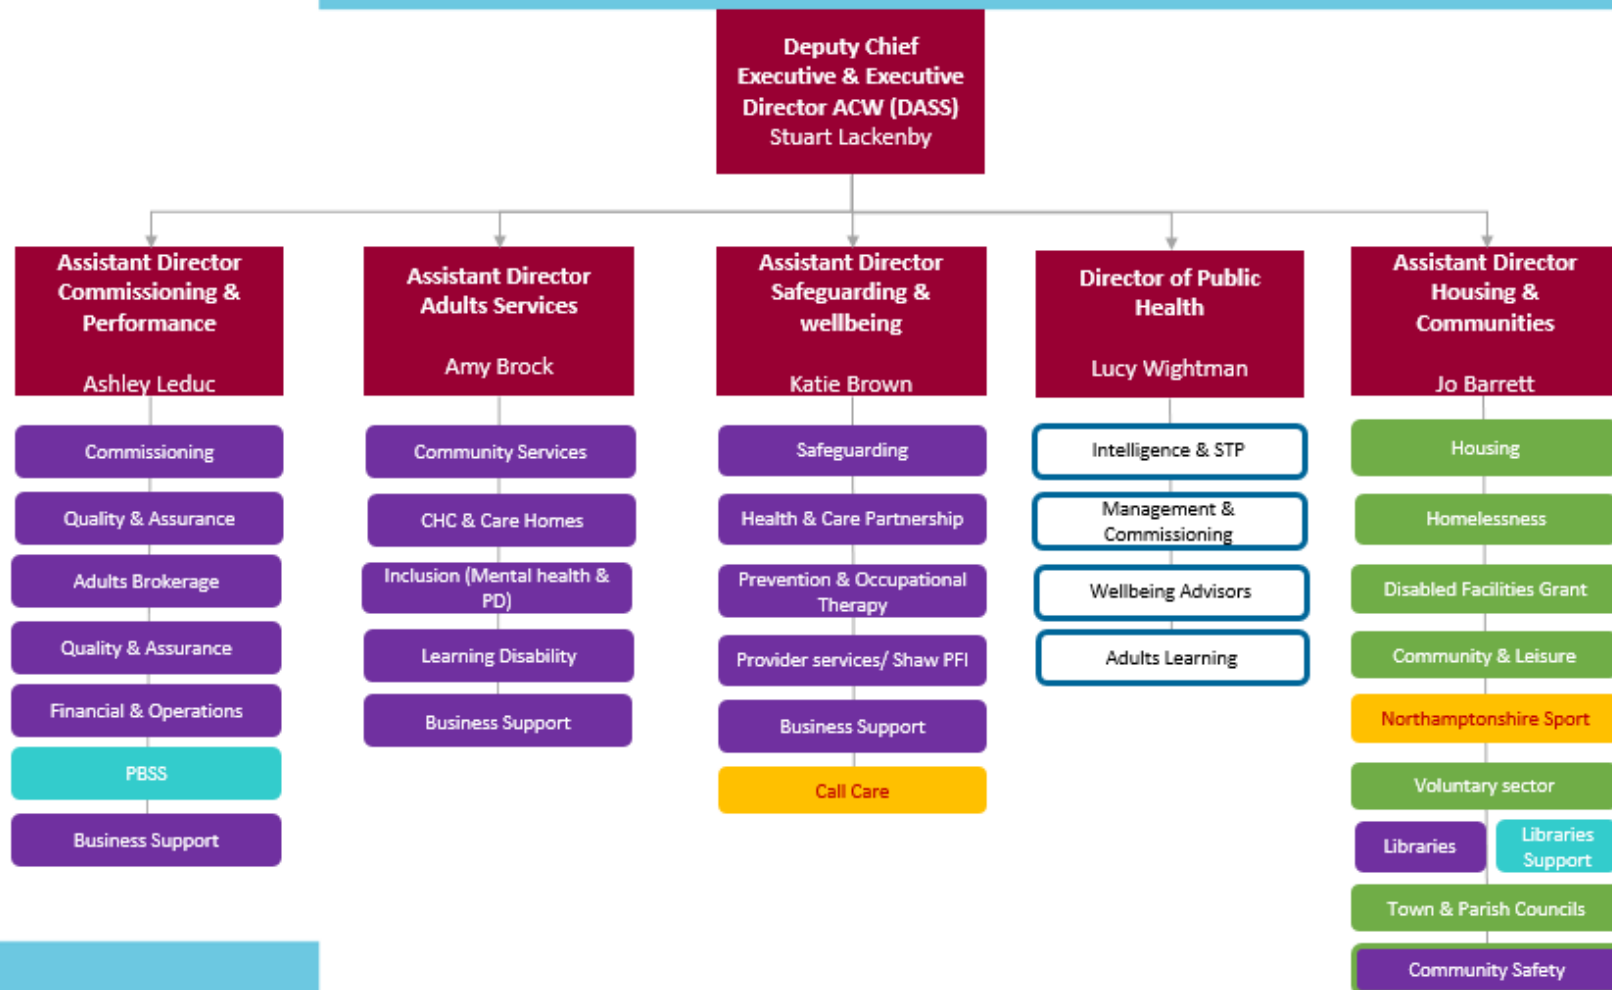 Deputy Chief
Executive & Executive
Director ACW (DASS)
Stuart Lackenby
Assistant Director
Commissioning &
Performance
Ashley Leduc
Commissioning
Quality & Assurance
Adults Brokerage
Quality & Assurance
Financial & Operations
PBSS
Business Support
Assistant Director
Adults Services
Amy Brock
Community Services
CHC & Care Homes
Inclusion (Mental health &
PD)
Learning Disability
Business Support
Assistant Director
Safeguarding &
wellbeing
Katie Brown
Safeguarding
Health & Care Partnership
Prevention & Occupational
Therapy
Provider services/ Shaw PFI
Business Support
Call Care
Director of Public
Health
Lucy Wightman
Intelligence & STP
Management &
Commissioning
Wellbeing Advisors
Adults Learning
Assistant Director
Housing &
Communities
Jo Barrett
Housing
Homelessness
Disabled Facilities Grant
Community & Leisure
Northamptonshire Sport
Voluntary sector
Libraries
Libraries
Support
Town & Parish Councils
Community Safety